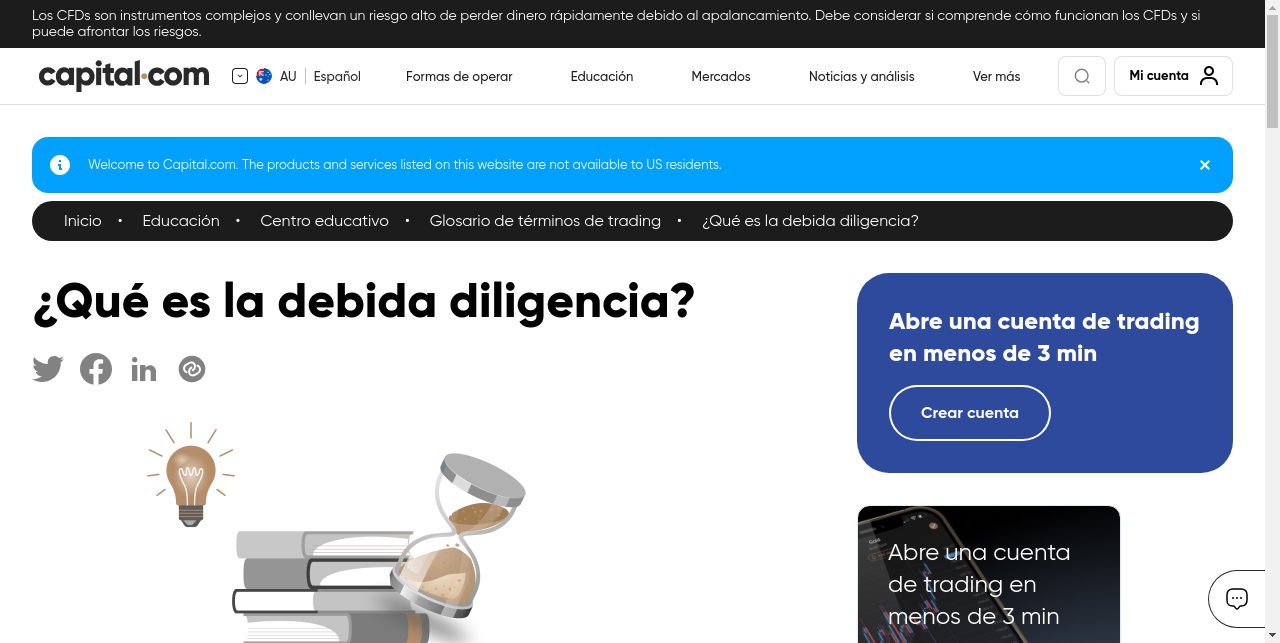 Los CFDs son instrumentos complejos y conllevan un riesgo alto de perder dinero rápidamente debido al apalancamiento. Debe considerar si comprende cómo funcionan los CFDs y si
puede afrontar los riesgos.
capital.com
AU
Español
Formas de operar
Educación
Mercados
Noticias y análisis
Ver más
Mi cuenta
Welcome to Capital.com. The products and services listed on this website are not available to US residents.
Inicio • Educación • Centro educativo • Glosario de términos de trading • ¿Qué es la debida diligencia?
¿Qué es la debida diligencia?
Abre una cuenta de trading
en menos de 3 min
Crear cuenta
Abre una cuenta
de trading en
menos de 3 min